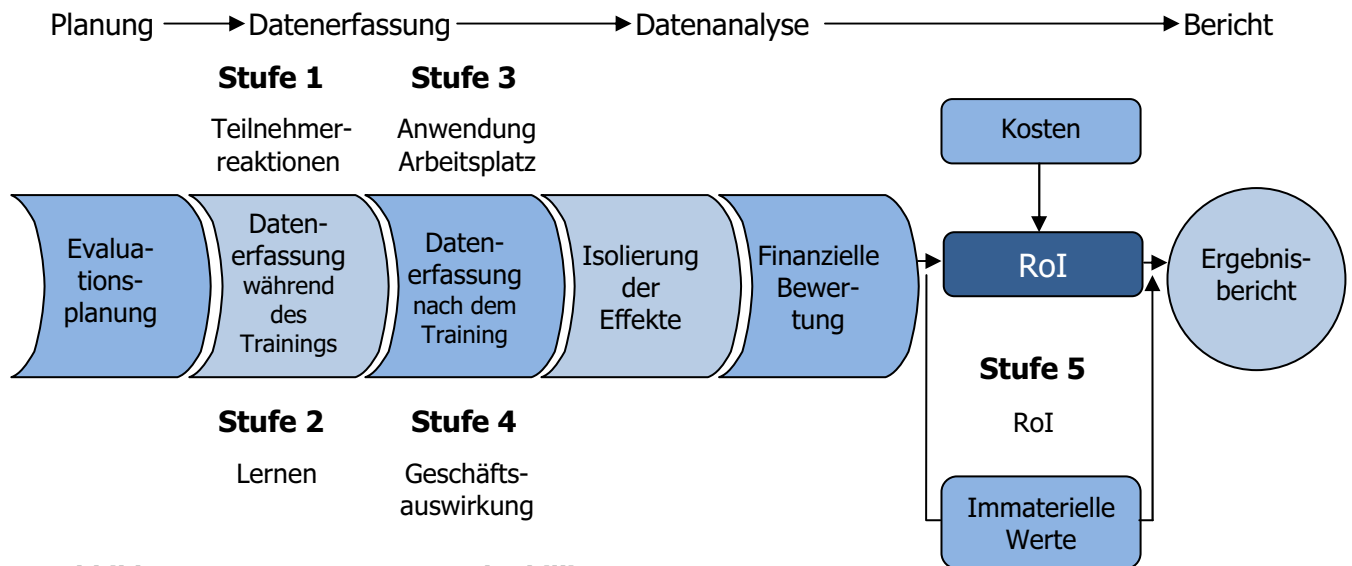 Planung
Datenerfassung
Datenanalyse
Bericht
Stufe 1
Stufe 3
Teilnehmer-
reaktionen
Anwendung
Arbeitsplatz
Kosten
Evalua-
tions-
planung
Daten-
erfassung
während
des
Trainings
Daten-
erfassung
nach dem
Training
Isolierung
der
Effekte
Finanzielle
Bewer-
tung
RoI
Ergebnis-
bericht
Stufe 5
RoI
Stufe 2
Lernen
Stufe 4
Geschäfts-
auswirkung
Immaterielle
Werte